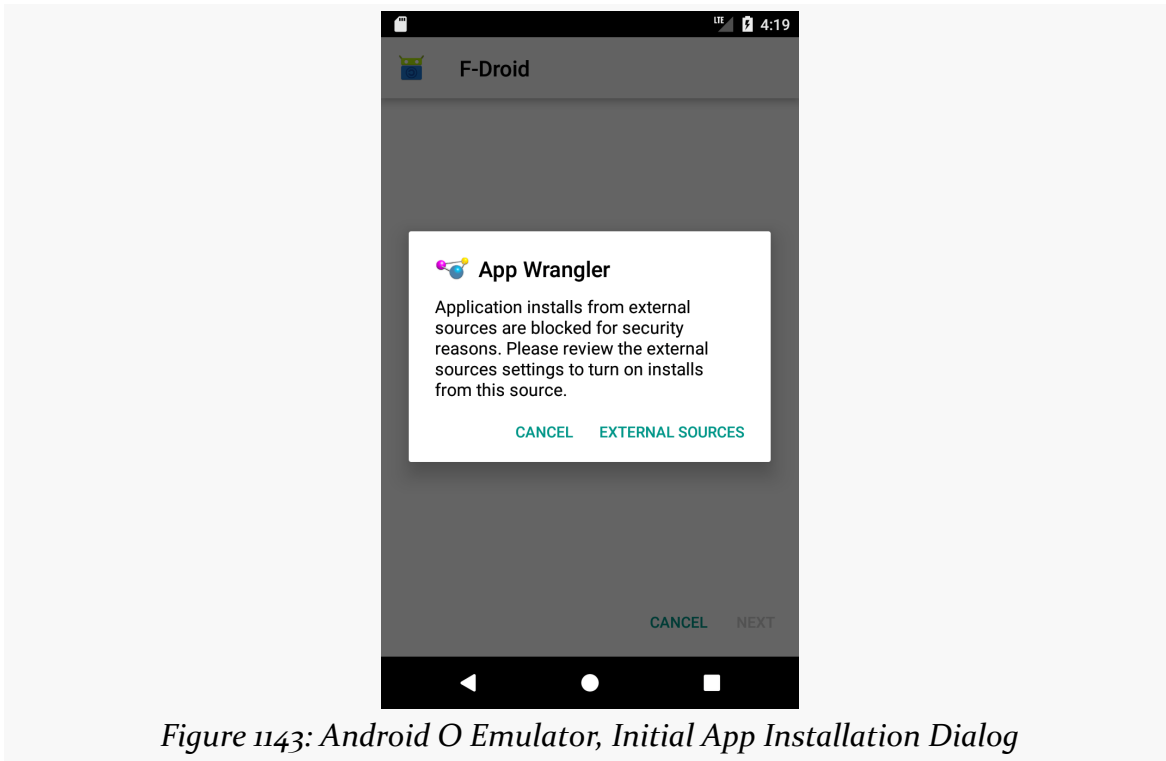 LTE 4:19
F-Droid
App Wrangler
Application installs from external
sources are blocked for security
reasons. Please review the external
sources settings to turn on installs
from this source.
CANCEL EXTERNAL SOURCES
CANCEL NEXT
Figure 1143: Android O Emulator, Initial App Installation Dialog